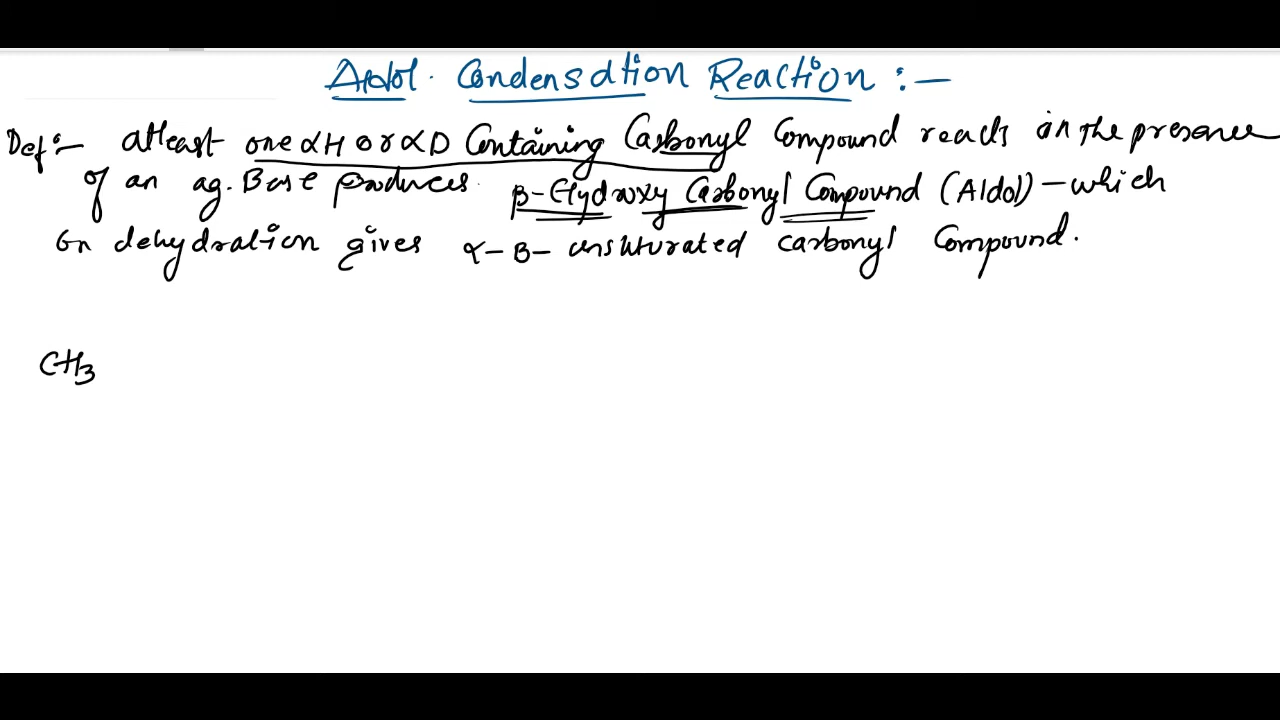 Aldol Condensation Reaction :-
Def:- atleast one αH or αD Containing Carbonyl Compound reacts in the presence
of an aq. Base produces β-Hydroxy Carbonyl Compound (Aldol) - which
on dehydration gives α-β- unsaturated carbonyl Compound.
CH3